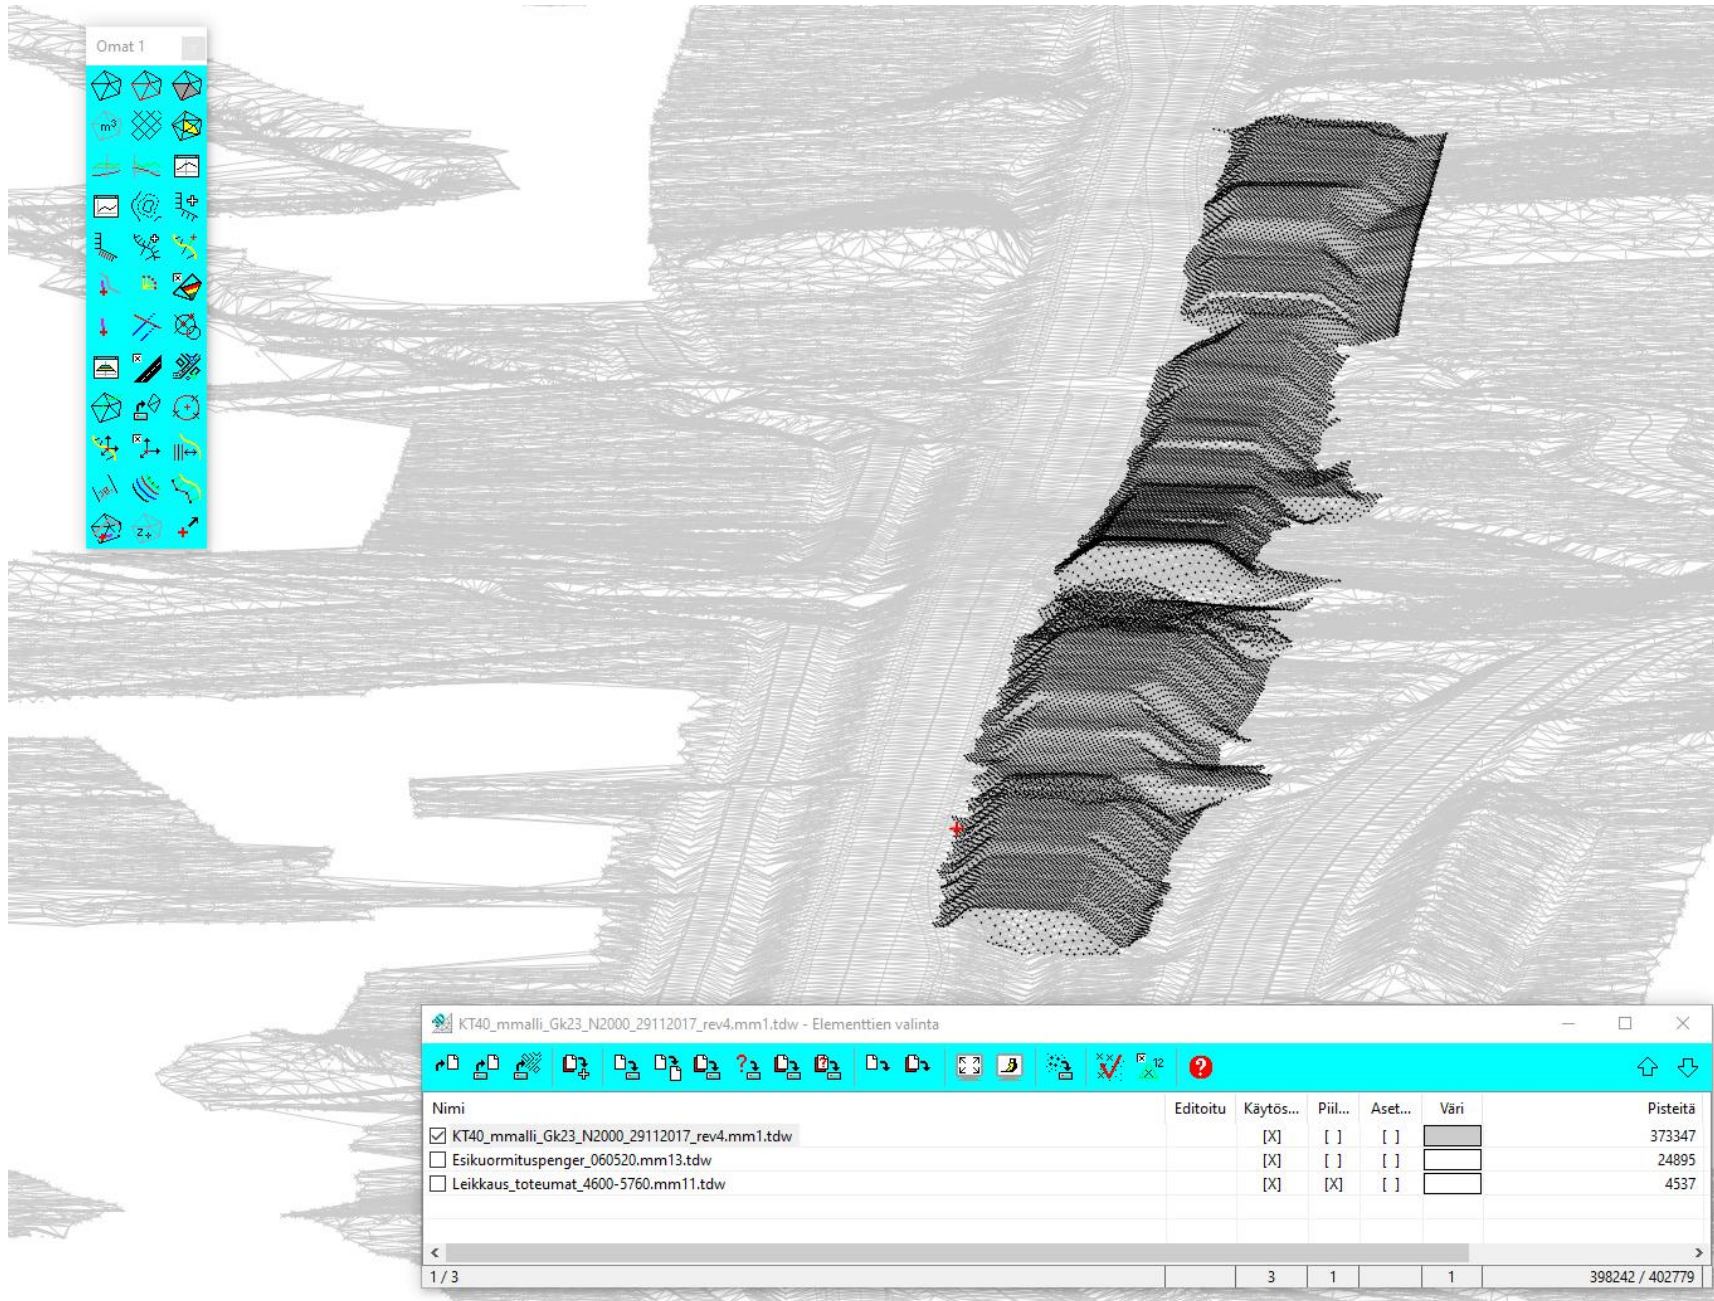 Omat 1
m³
z+
KT40_mmalli_Gk23_N2000_29112017_rev4.mm1.tdw - Elementtien valinta
12
Nimi Editoitu Käytös... Piil... Aset... Väri Pisteitä
KT40_mmalli_Gk23_N2000_29112017_rev4.mm1.tdw [X] [ ] [ ] 373347
Esikuormituspenger_060520.mm13.tdw [X] [ ] [ ] 24895
Leikkaus_toteumat_4600-5760.mm11.tdw [X] [X] [ ] 4537
1 / 3 3 1 1 398242 / 402779